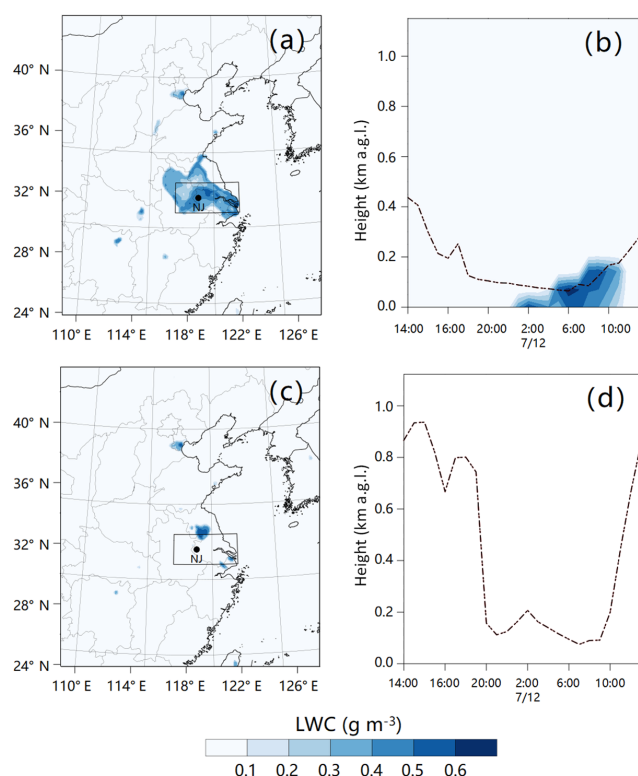 (a)
40° N
36° N
32° N
28° N
24° N
NJ
110° E 114° E 118° E 122° E 126° E
(b)
Height (km a.g.l.)
1.0
0.8
0.6
0.4
0.2
0.0
14:00 16:00 20:00 2:00 6:00 10:00
7/12
(c)
40° N
36° N
32° N
28° N
24° N
NJ
110° E 114° E 118° E 122° E 126° E
(d)
Height (km a.g.l.)
1.0
0.8
0.6
0.4
0.2
0.0
14:00 16:00 20:00 2:00 6:00 10:00
7/12
LWC (g m⁻³)
0.1 0.2 0.3 0.4 0.5 0.6